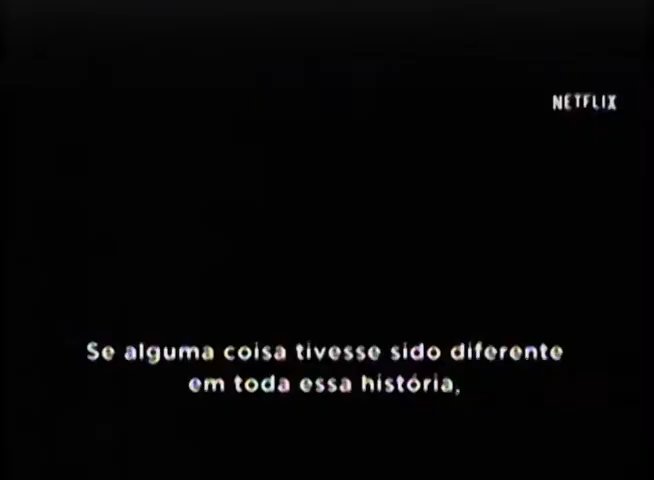 NETFLIX
Se alguma coisa tivesse sido diferente
em toda essa história,